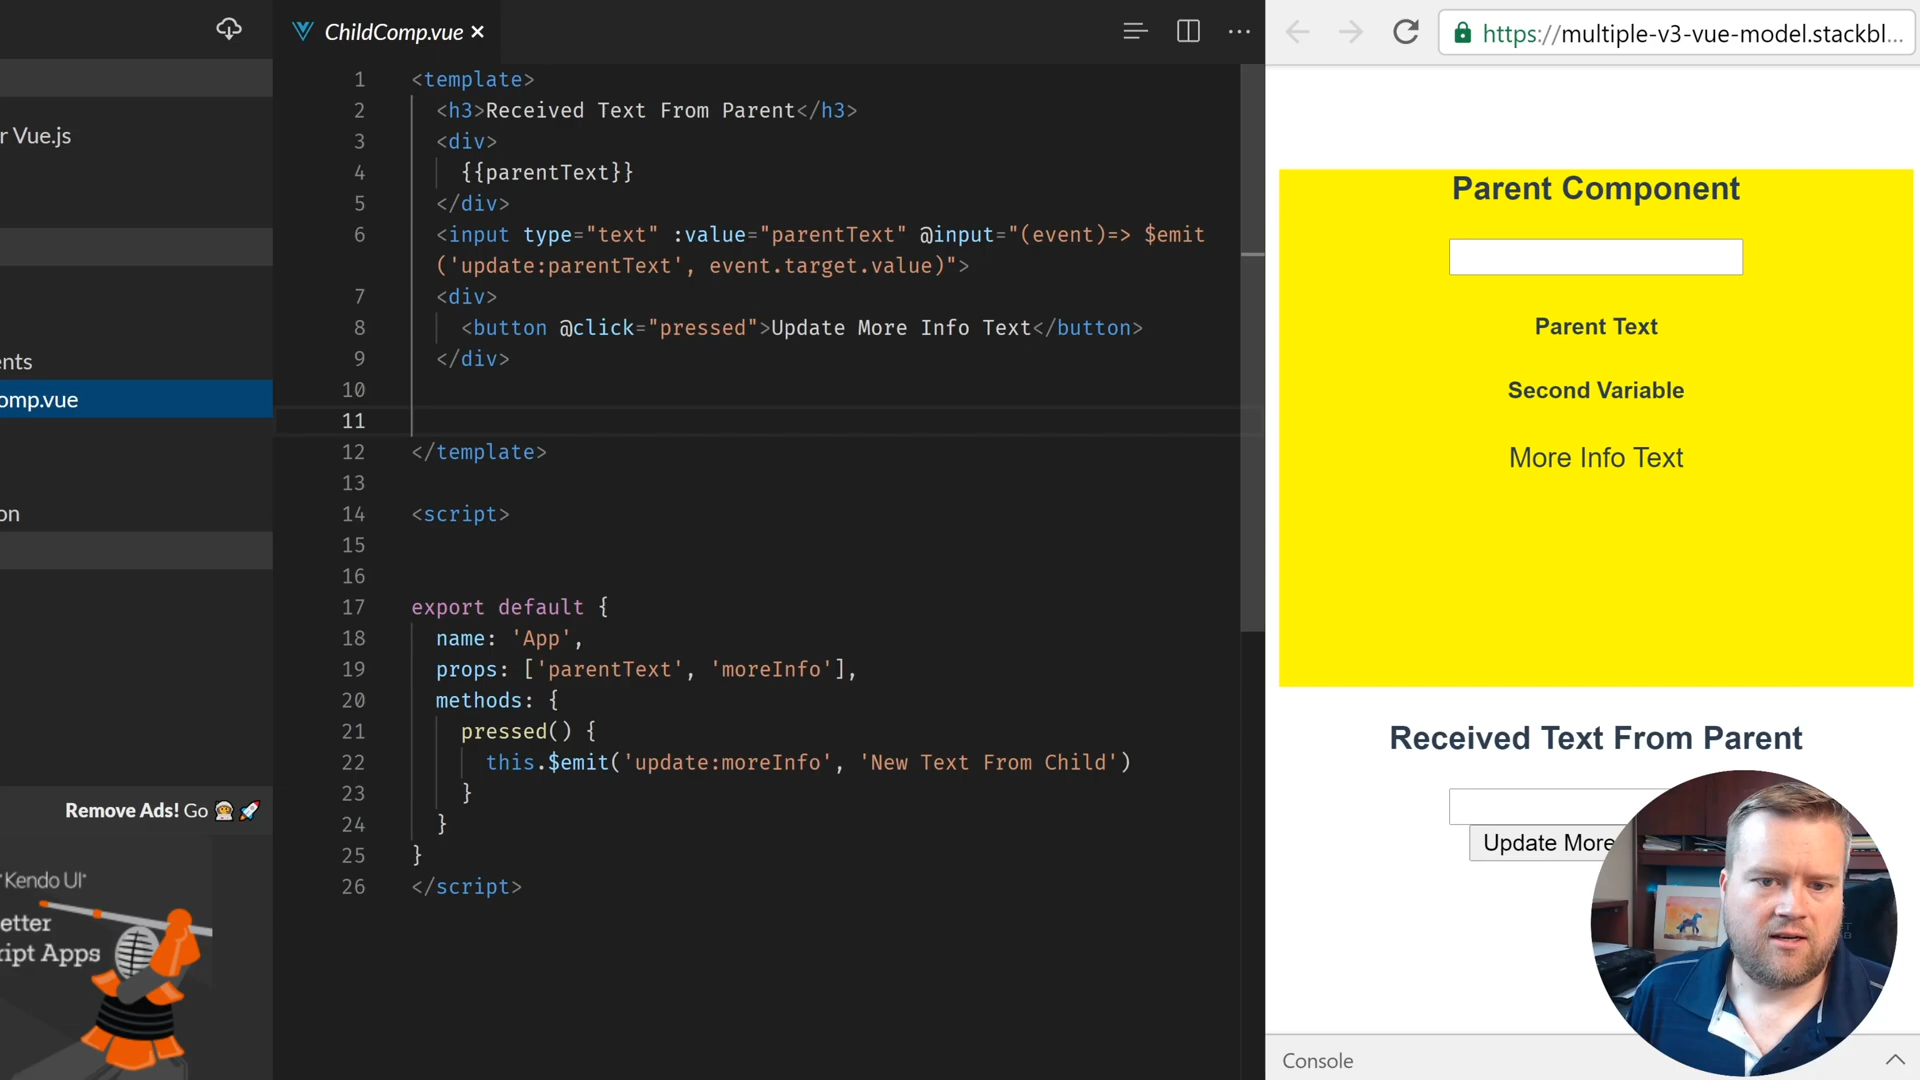 r Vue.js
ents
omp.vue
on
Remove Ads! Go
Kendo UI
etter
ript Apps
ChildComp.vue
1 <template>
2 <h3>Received Text From Parent</h3>
3 <div>
4 {{parentText}}
5 </div>
6 <input type="text" :value="parentText" @input="(event)=> $emit
('update:parentText', event.target.value)">
7 <div>
8 <button @click="pressed">Update More Info Text</button>
9 </div>
10
11
12 </template>
13
14 <script>
15
16
17 export default {
18 name: 'App',
19 props: ['parentText', 'moreInfo'],
20 methods: {
21 pressed() {
22 this.$emit('update:moreInfo', 'New Text From Child')
23 }
24 }
25 }
26 </script>
https://multiple-v3-vue-model.stackbl...
Parent Component
Parent Text
Second Variable
More Info Text
Received Text From Parent
Update More
Console